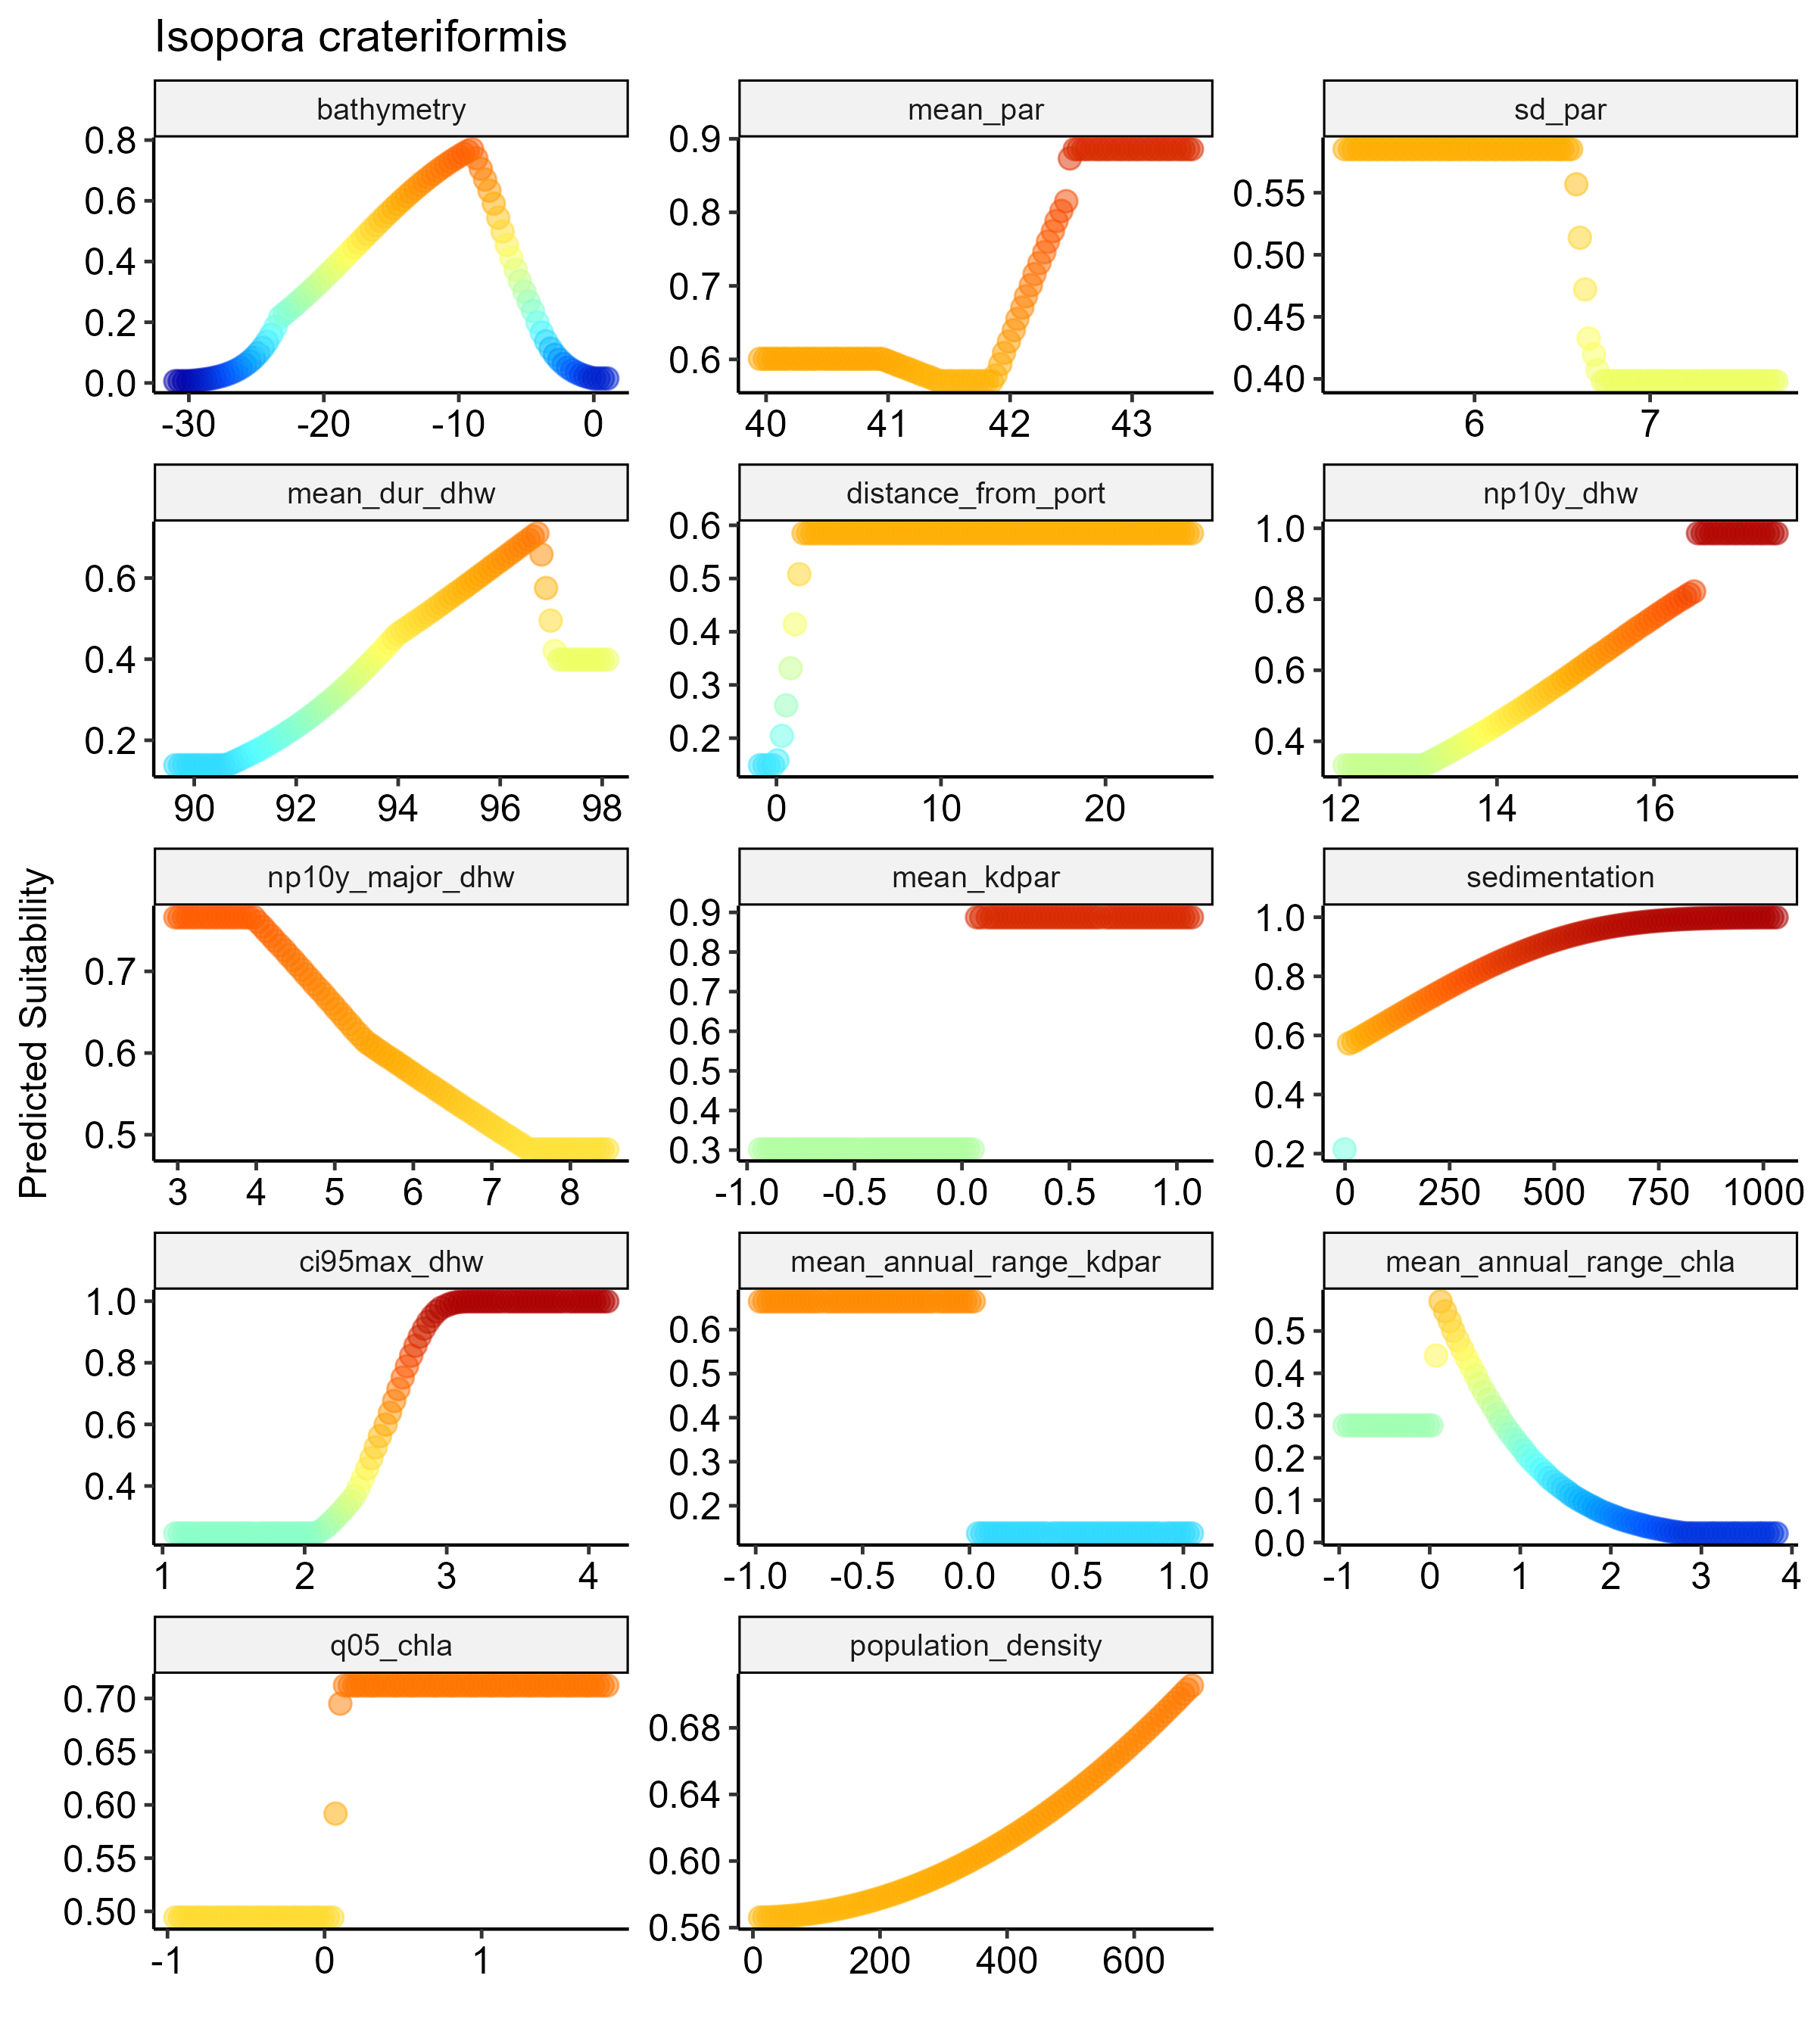 Isopora crateriformis
bathymetry
mean_par
sd_par
0.8
0.6
0.4
0.2
0.0
-30 -20 -10 0
0.9
0.8
0.7
0.6
40 41 42 43
0.55
0.50
0.45
0.40
6 7
mean_dur_dhw
distance_from_port
np10y_dhw
0.6
0.4
0.2
90 92 94 96 98
0.6
0.5
0.4
0.3
0.2
0 10 20
1.0
0.8
0.6
0.4
12 14 16
Predicted Suitability
np10y_major_dhw
mean_kdpar
sedimentation
0.7
0.6
0.5
3 4 5 6 7 8
0.9
0.8
0.7
0.6
0.5
0.4
0.3
-1.0 -0.5 0.0 0.5 1.0
1.0
0.8
0.6
0.4
0.2
0 250 500 750 1000
ci95max_dhw
mean_annual_range_kdpar
mean_annual_range_chla
1.0
0.8
0.6
0.4
1 2 3 4
0.6
0.5
0.4
0.3
0.2
-1.0 -0.5 0.0 0.5 1.0
0.5
0.4
0.3
0.2
0.1
0.0
-1 0 1 2 3 4
q05_chla
population_density
0.70
0.65
0.60
0.55
0.50
-1 0 1
0.68
0.64
0.60
0.56
0 200 400 600